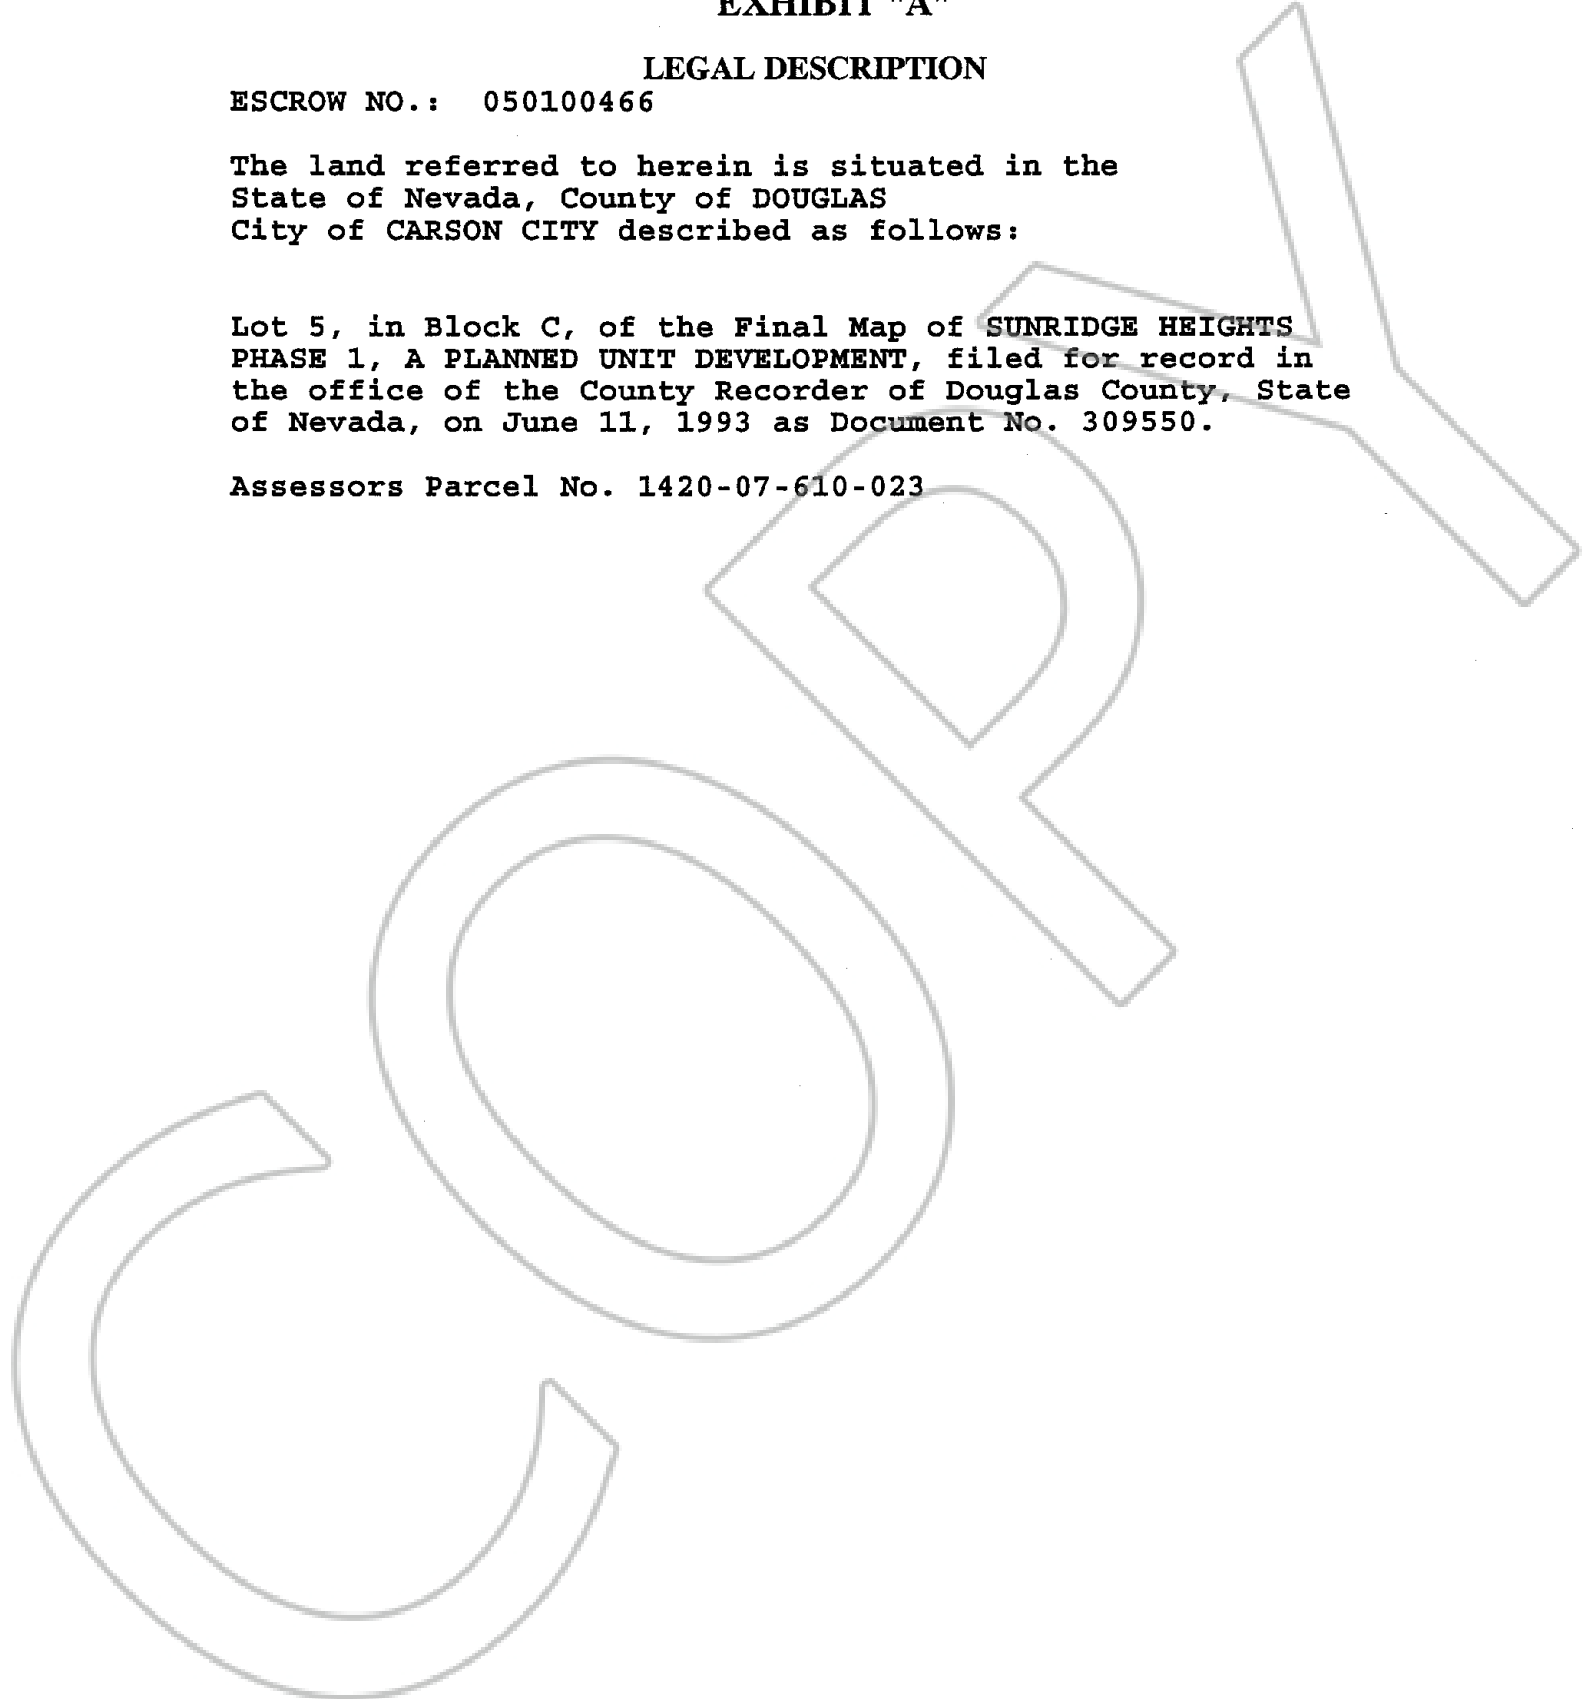 EXHIBIT "A"
LEGAL DESCRIPTION
ESCROW NO.: 050100466
The land referred to herein is situated in the
State of Nevada, County of DOUGLAS
City of CARSON CITY described as follows:
Lot 5, in Block C, of the Final Map of SUNRIDGE HEIGHTS
PHASE 1, A PLANNED UNIT DEVELOPMENT, filed for record in
the office of the County Recorder of Douglas County, State
of Nevada, on June 11, 1993 as Document No. 309550.
Assessors Parcel No. 1420-07-610-023
COPY